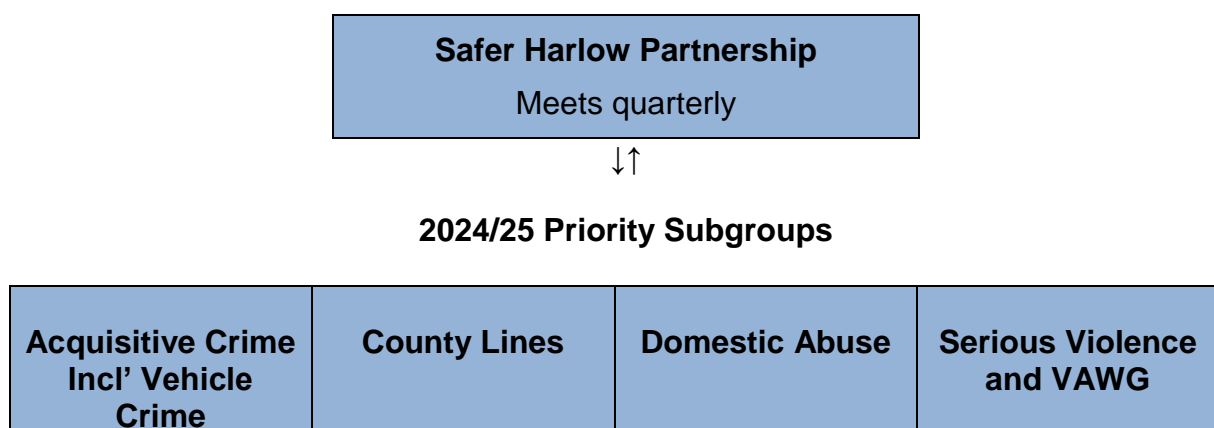 Safer Harlow Partnership
Meets quarterly
↓↑
2024/25 Priority Subgroups
Acquisitive Crime
Incl’ Vehicle
Crime
County Lines
Domestic Abuse
Serious Violence
and VAWG